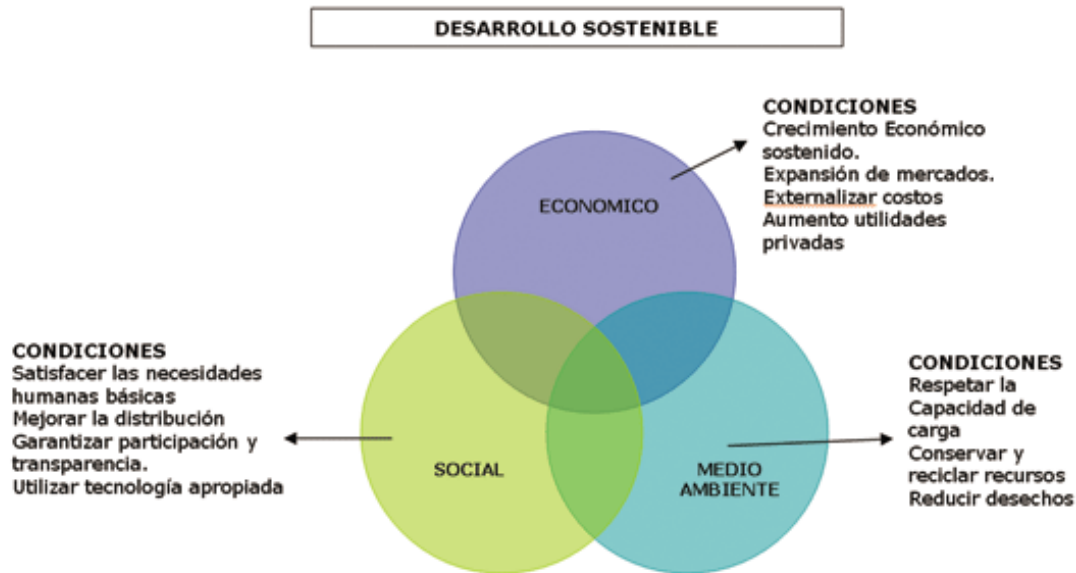 DESARROLLO SOSTENIBLE
CONDICIONES
Crecimiento Económico
sostenido.
Expansión de mercados.
Externalizar costos
Aumento utilidades
privadas
ECONOMICO
CONDICIONES
Satisfacer las necesidades
humanas básicas
Mejorar la distribución
Garantizar participación y
transparencia.
Utilizar tecnología apropiada
SOCIAL
MEDIO
AMBIENTE
CONDICIONES
Respetar la
Capacidad de
carga
Conservar y
reciclar recursos
Reducir desechos